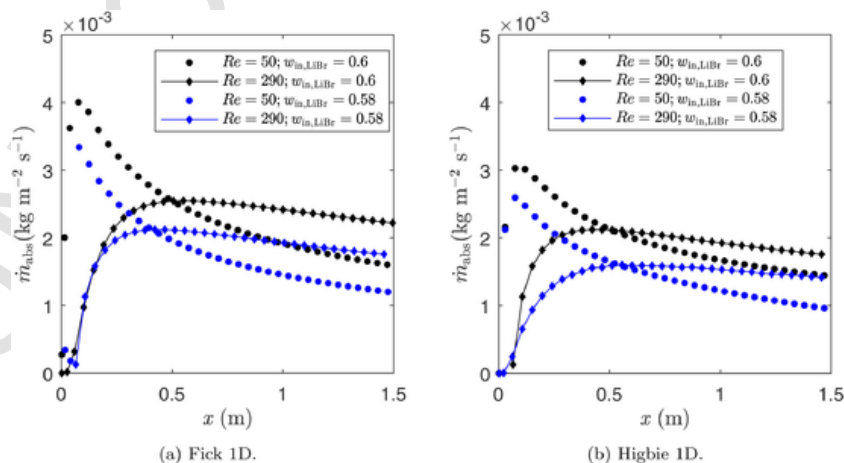 ×10⁻³
5
4
3
2
1
0
ṁabs(kg m⁻² s⁻¹)
Re = 50; win,LiBr = 0.6
Re = 290; win,LiBr = 0.6
Re = 50; win,LiBr = 0.58
Re = 290; win,LiBr = 0.58
0 0.5 1 1.5
x (m)
(a) Fick 1D.
×10⁻³
5
4
3
2
1
0
ṁabs(kg m⁻² s⁻¹)
Re = 50; win,LiBr = 0.6
Re = 290; win,LiBr = 0.6
Re = 50; win,LiBr = 0.58
Re = 290; win,LiBr = 0.58
0 0.5 1 1.5
x (m)
(b) Higbie 1D.